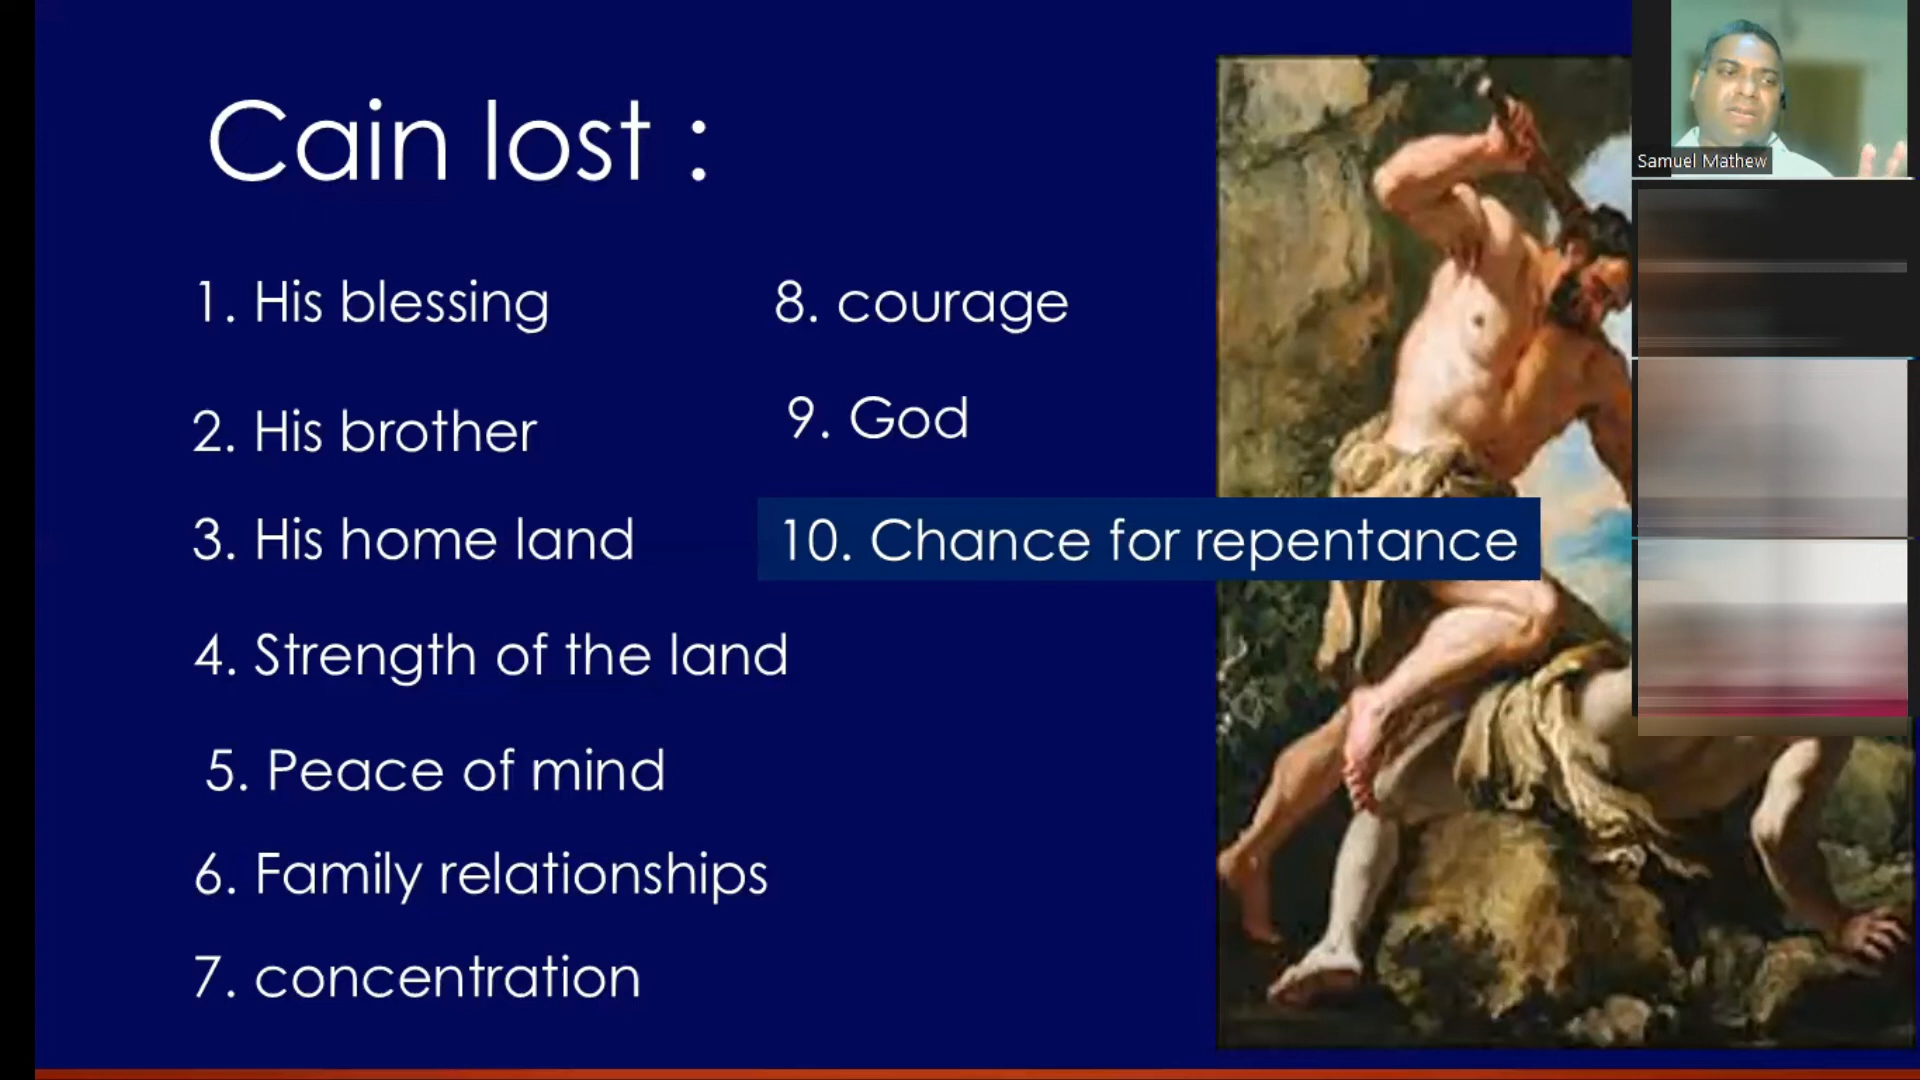 Cain lost :
1. His blessing
2. His brother
3. His home land
4. Strength of the land
5. Peace of mind
6. Family relationships
7. concentration
8. courage
9. God
10. Chance for repentance
Samuel Mathew